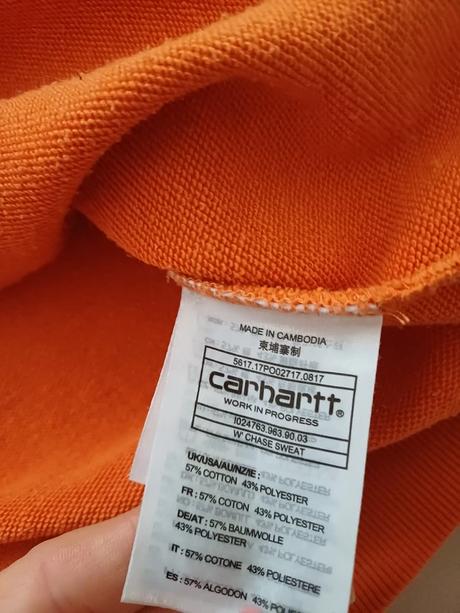 MADE IN CAMBODIA
柬埔寨制
5617.17PO02717.0817
carhartt®
WORK IN PROGRESS
I024763.963.90.03
W' CHASE SWEAT
UK/USA/AU/NZ/IE :
57% COTTON 43% POLYESTER
FR : 57% COTON 43% POLYESTER
DE/AT : 57% BAUMWOLLE
43% POLYESTER
IT : 57% COTONE 43% POLIESTERE
ES : 57% ALGODON 43% POLIESTER